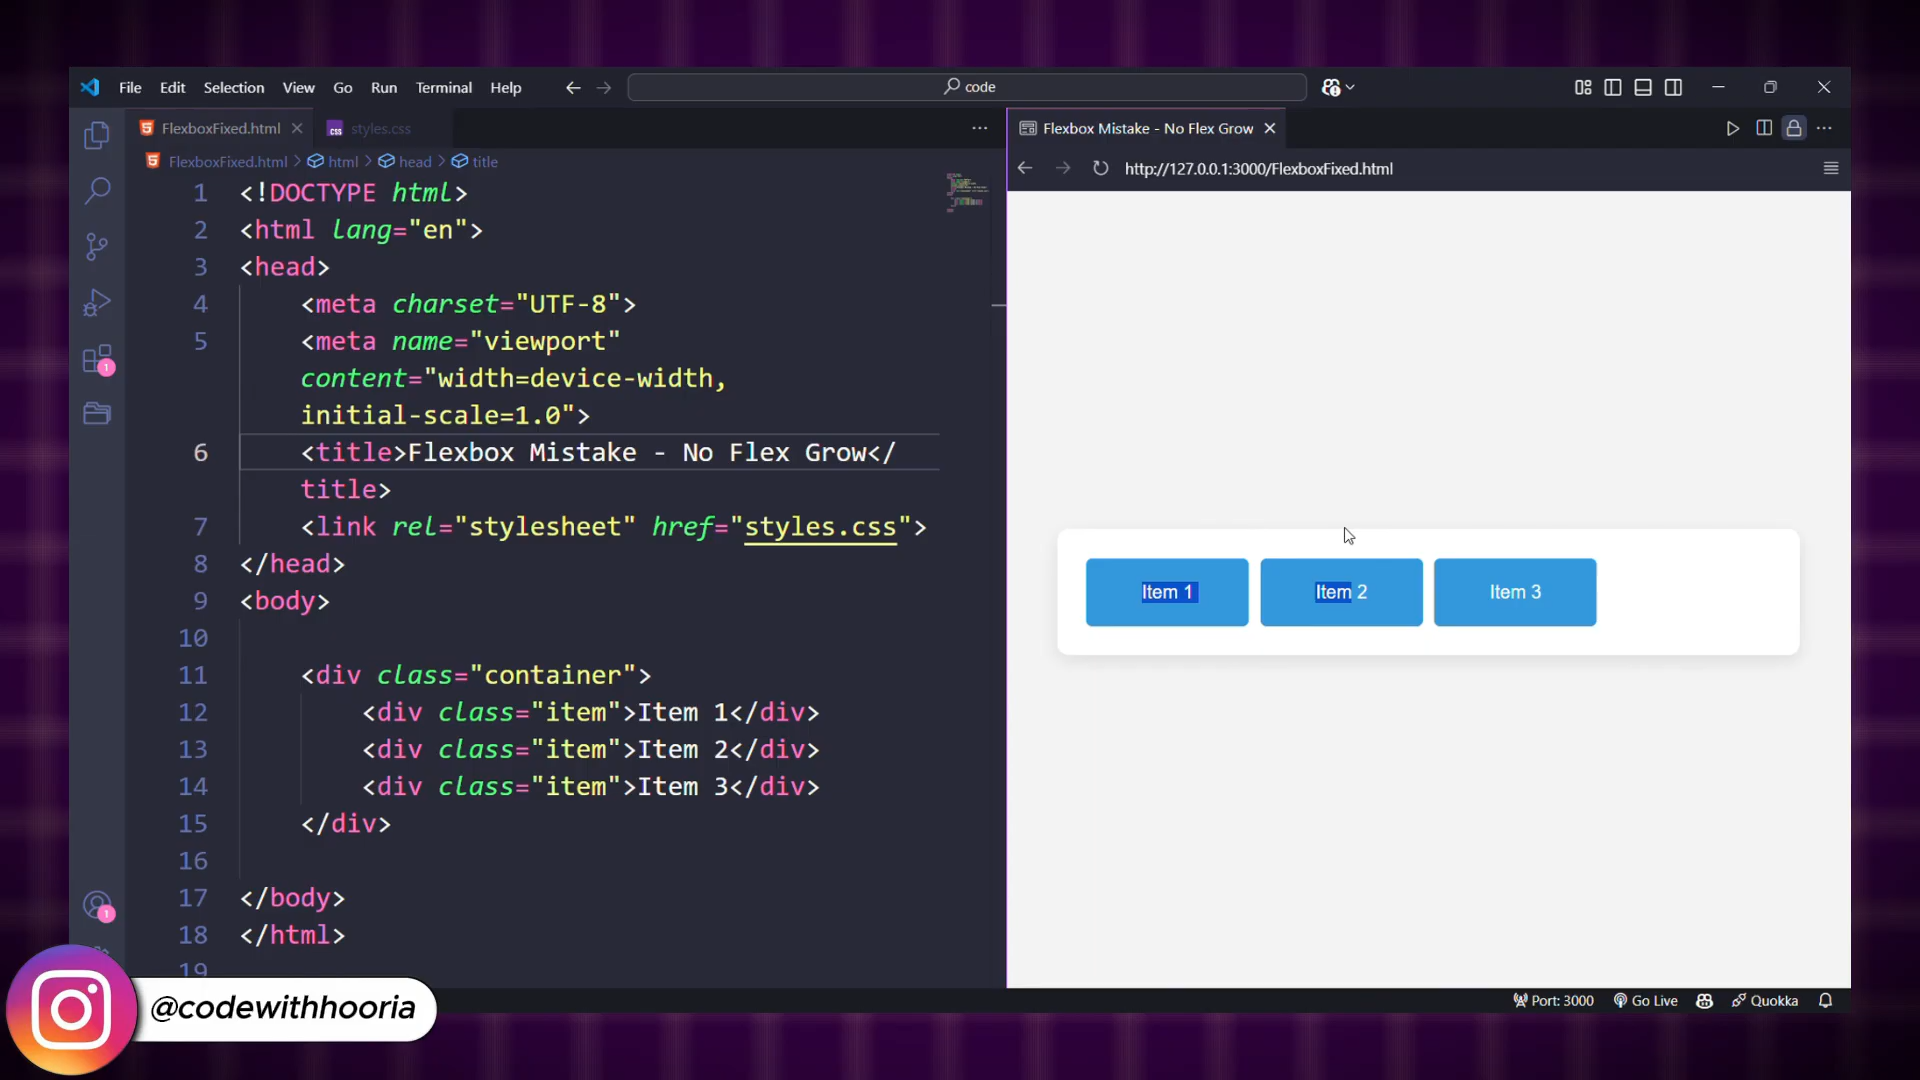 File Edit Selection View Go Run Terminal Help
code
FlexboxFixed.html
styles.css
FlexboxFixed.html > html > head > title
1 <!DOCTYPE html>
2 <html lang="en">
3 <head>
4 <meta charset="UTF-8">
5 <meta name="viewport"
content="width=device-width,
initial-scale=1.0">
6 <title>Flexbox Mistake - No Flex Grow</
title>
7 <link rel="stylesheet" href="styles.css">
8 </head>
9 <body>
10
11 <div class="container">
12 <div class="item">Item 1</div>
13 <div class="item">Item 2</div>
14 <div class="item">Item 3</div>
15 </div>
16
17 </body>
18 </html>
19
Flexbox Mistake - No Flex Grow
http://127.0.0.1:3000/FlexboxFixed.html
Item 1
Item 2
Item 3
1
1
@codewithhooria
Port: 3000
Go Live
Quokka